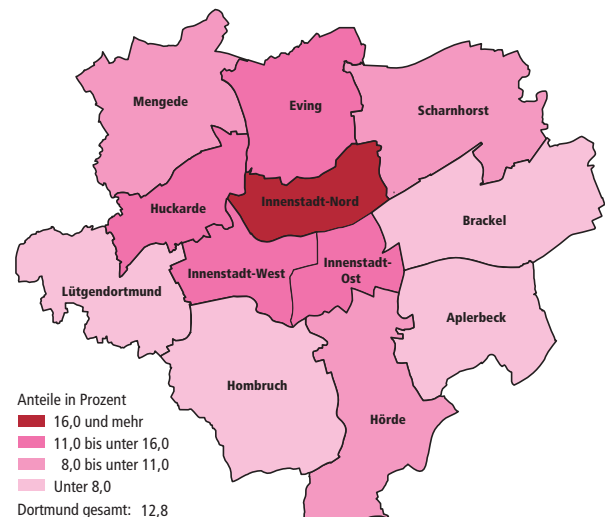 Mengede
Eving
Scharnhorst
Huckarde
Innenstadt-Nord
Brackel
Innenstadt-West
Innenstadt-
Ost
Lütgendortmund
Aplerbeck
Hombruch
Hörde
Anteile in Prozent
16,0 und mehr
11,0 bis unter 16,0
8,0 bis unter 11,0
Unter 8,0
Dortmund gesamt: 12,8